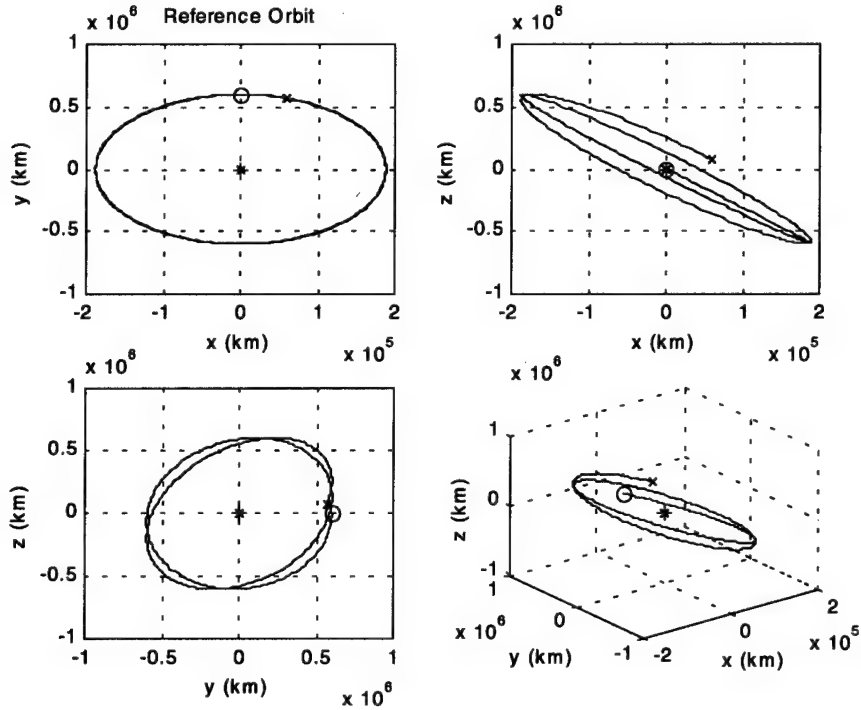 Reference Orbit
x 10^6
1
0.5
0
-0.5
-1
y (km)
-2 -1 0 1 2
x (km)
x 10^5
x 10^6
1
0.5
0
-0.5
-1
z (km)
-2 -1 0 1 2
x (km)
x 10^5
x 10^6
1
0.5
0
-0.5
-1
z (km)
-1 -0.5 0 0.5 1
y (km)
x 10^6
x 10^6
1
0
-1
z (km)
1 0 -1
x 10^6
y (km)
-2 0 2
x (km)
x 10^5